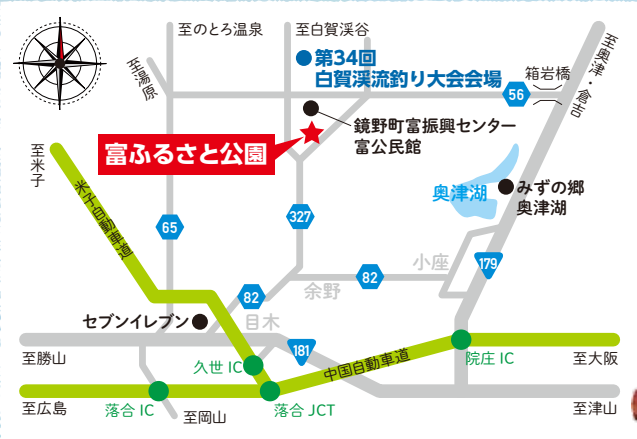 至のとろ温泉
至白賀渓谷
第34回
白賀渓流釣り大会会場
至湯原
56
箱岩橋
至奥津・倉吉
鏡野町富振興センター
富公民館
富ふるさと公園
至米子
米子自動車道
奥津湖
みずの郷
奥津湖
65
327
小座
179
82
余野
82
目木
セブンイレブン
181
至勝山
久世 IC
中国自動車道
院庄 IC
至大阪
至広島
落合 IC
至岡山
落合 JCT
至津山